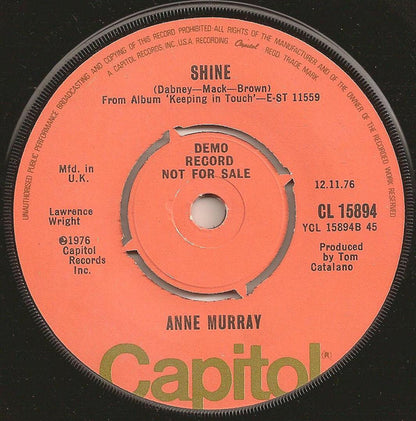 UNAUTHORISED PUBLIC PERFORMANCE BROADCASTING AND COPYING OF THIS RECORD PROHIBITED·ALL RIGHTS OF THE MANUFACTURER AND OF THE OWNER OF THE RECORDED WORK RESERVED
A CAPITOL RECORDS INC. U.S.A. RECORDING Capitol REGD TRADE MARK
SHINE
(Dabney—Mack—Brown)
From Album 'Keeping in Touch'—E-ST 11559
DEMO
RECORD
NOT FOR SALE
Mfd. in
U.K.
12.11.76
Lawrence
Wright
CL 15894
YCL 15894B 45
℗1976
Capitol
Records
Inc.
Produced
by Tom
Catalano
ANNE MURRAY
Capitol®